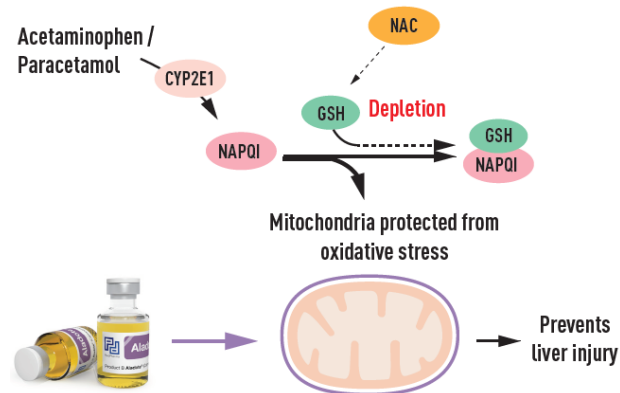 Acetaminophen /
Paracetamol
CYP2E1
NAC
GSH
Depletion
NAPQI
GSH
NAPQI
Mitochondria protected from
oxidative stress
Prevents
liver injury